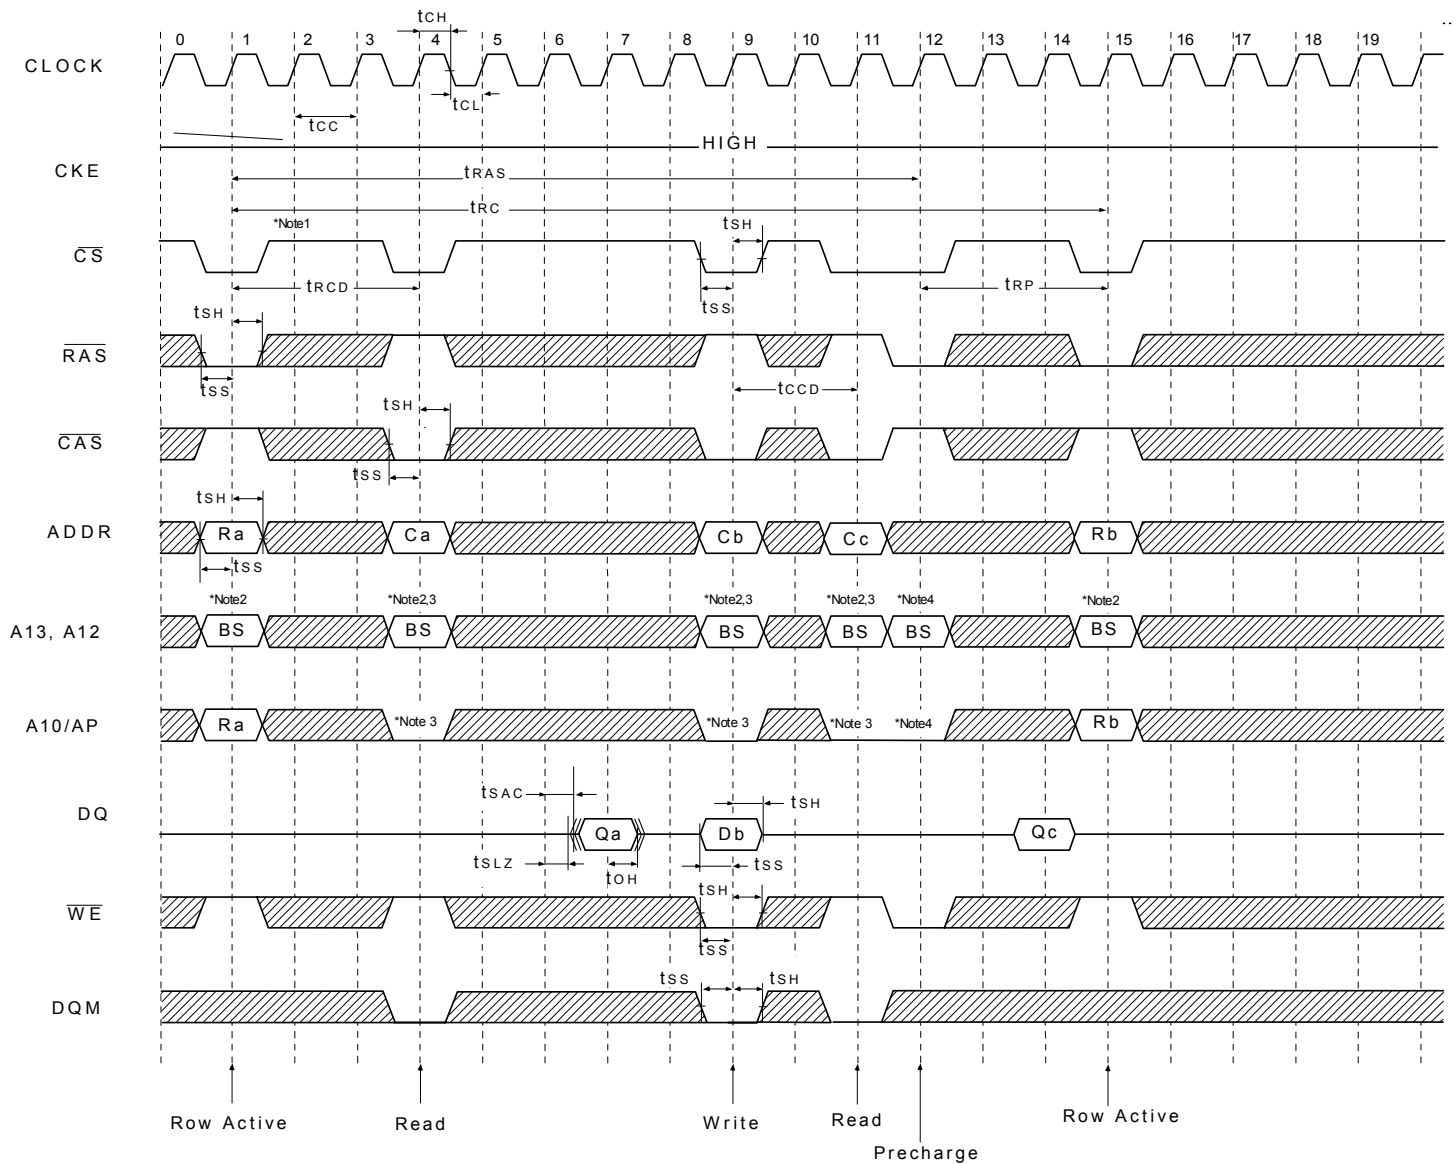 tCH
..
0 1 2 3 4 5 6 7 8 9 10 11 12 13 14 15 16 17 18 19
CLOCK
tCL
tCC
HIGH
CKE
tRAS
tRC
*Note1
tSH
CS
tRCD
tRP
tSS
tSH
RAS
tSS
tCCD
tSH
CAS
tSS
tSH
ADDR
Ra Ca Cb Cc Rb
tSS
*Note2 *Note2,3 *Note2,3 *Note2,3 *Note4 *Note2
A13, A12 BS BS BS BS BS BS
A10/AP Ra *Note 3 *Note 3 *Note 3 *Note4 Rb
tSAC
tSH
DQ
Qa Db Qc
tSLZ tOH tSS
tSH
WE
tSS
tSS tSH
DQM
Row Active Read Write Read Row Active
Precharge